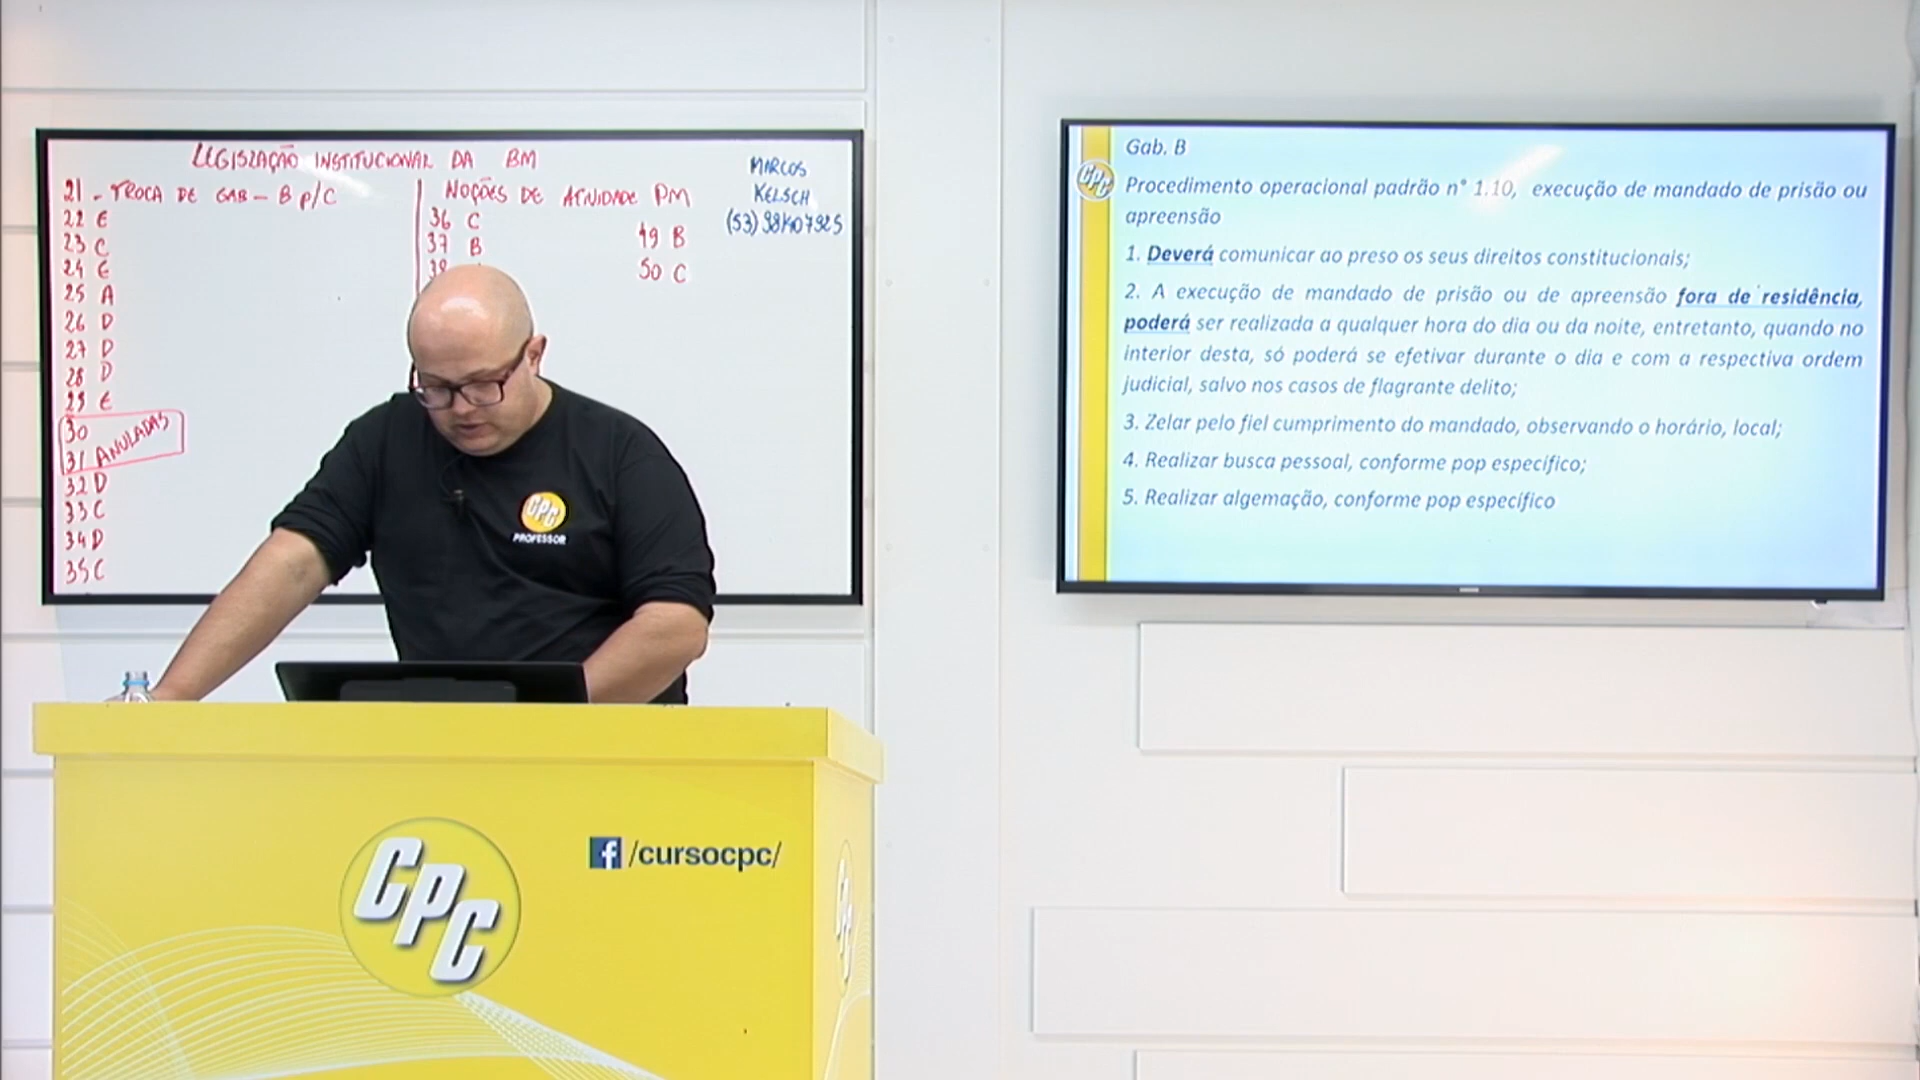 LEGISLAÇÃO INSTITUCIONAL DA BM
21 - TROCA DE GAB - B p/C
22 E
23 C
24 E
25 A
26 D
27 D
28 D
29 E
30
31 ANULADAS
32 D
33 C
34 D
35 C
NOÇÕES DE ATIVIDADE PM
36 C
37 B
38
49 B
50 C
MARCOS
KELSCH
(53)
CPC
PROFESSOR
CPC
/cursocpc/
CPC
Gab. B
Procedimento operacional padrão n° 1.10, execução de mandado de prisão ou
apreensão
1. Deverá comunicar ao preso os seus direitos constitucionais;
2. A execução de mandado de prisão ou de apreensão fora de residência,
poderá ser realizada a qualquer hora do dia ou da noite, entretanto, quando no
interior desta, só poderá se efetivar durante o dia e com a respectiva ordem
judicial, salvo nos casos de flagrante delito;
3. Zelar pelo fiel cumprimento do mandado, observando o horário, local;
4. Realizar busca pessoal, conforme pop específico;
5. Realizar algemação, conforme pop específico